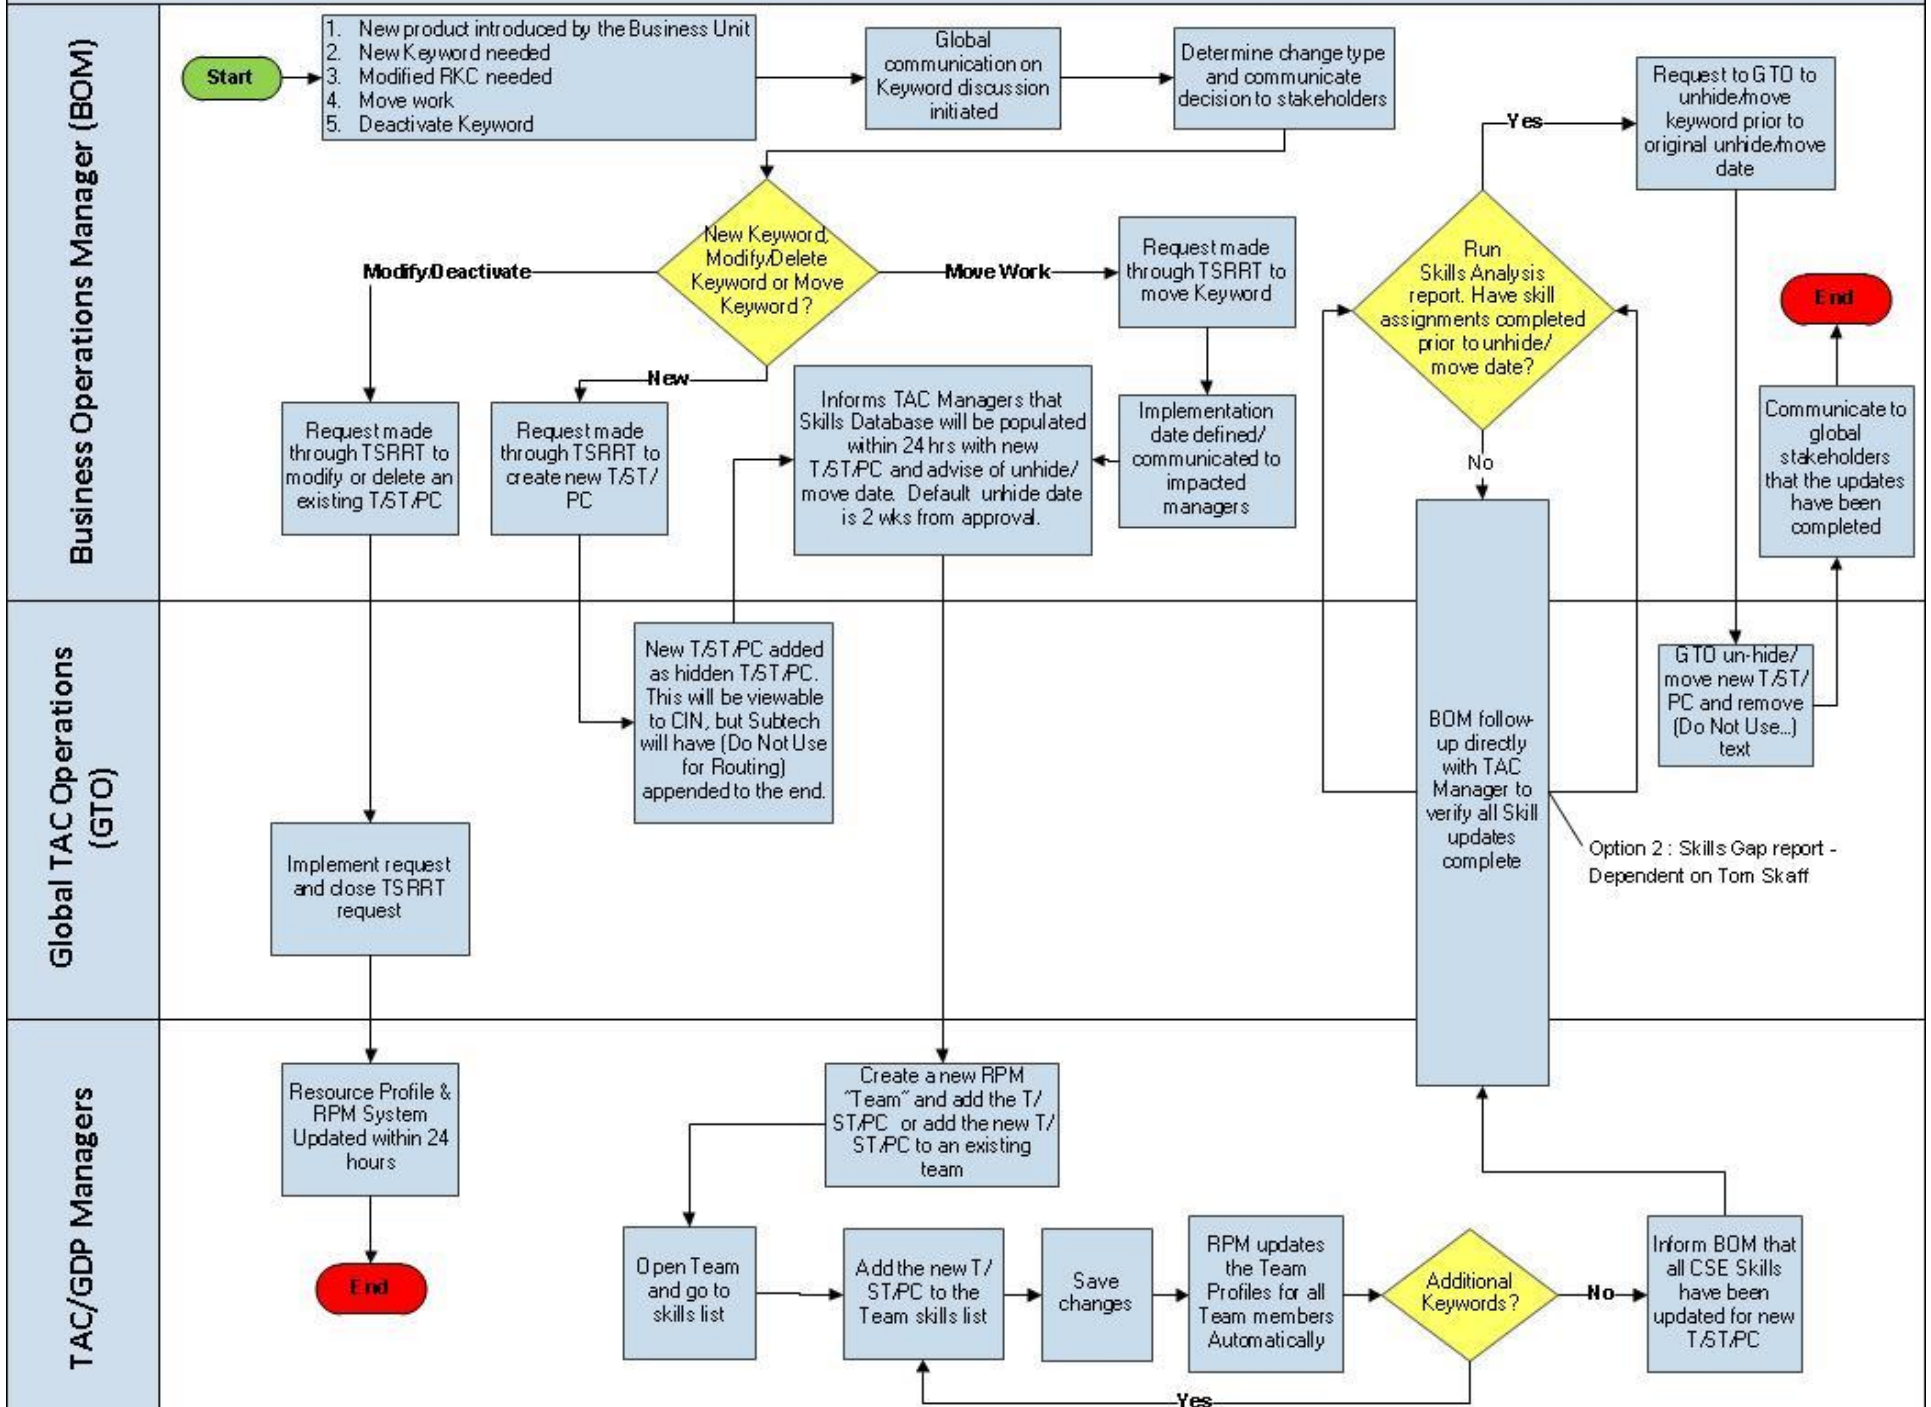 Business Operations Manager (BOM)
Start
1. New product introduced by the Business Unit
2. New Keyword needed
3. Modified RKC needed
4. Move work
5. Deactivate Keyword
Global
communication on
Keyword discussion
initiated
Determine change type
and communicate
decision to stakeholders
Yes
Request to GTO to
unhide/move
keyword prior to
original unhide/move
date
New Keyword,
Modify/Delete
Keyword or Move
Keyword ?
Modify/Deactivate
Move Work
New
Request made
through TSRRT to
move Keyword
Run
Skills Analysis
report. Have skill
assignments completed
prior to unhide/
move date?
No
End
Request made
through TSRRT to
modify or delete an
existing T/ST/PC
Request made
through TSRRT to
create new T/ST/
PC
Informs TAC Managers that
Skills Database will be populated
within 24 hrs with new
T/ST/PC and advise of unhide/
move date. Default unhide date
is 2 wks from approval.
Implementation
date defined/
communicated to
impacted
managers
Communicate to
global
stakeholders
that the updates
have been
completed
Global TAC Operations
(GTO)
New T/ST/PC added
as hidden T/ST/PC.
This will be viewable
to CIN, but Subtech
will have (Do Not Use
for Routing)
appended to the end.
Implement request
and close TSRRT
request
BOM follow-
up directly
with TAC
Manager to
verify all Skill
updates
complete
GTO un-hide/
move new T/ST/
PC and remove
(Do Not Use...)
text
Option 2 : Skills Gap report -
Dependent on Tom Skaff
TAC/GDP Managers
Resource Profile &
RPM System
Updated within 24
hours
End
Create a new RPM
"Team" and add the T/
ST/PC or add the new T/
ST/PC to an existing
team
Open Team
and go to
skills list
Add the new T/
ST/PC to the
Team skills list
Save
changes
RPM updates
the Team
Profiles for all
Team members
Automatically
Additional
Keywords?
No
Inform BOM that
all CSE Skills
have been
updated for new
T/ST/PC
Yes